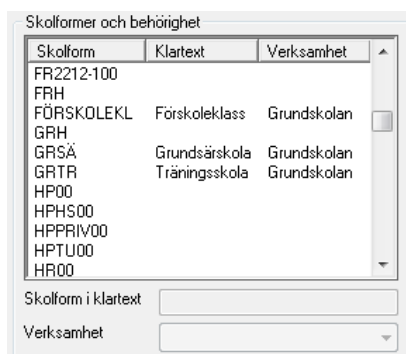 Skolformer och behörighet
Skolform Klartext Verksamhet
FR2212-100
FRH
FÖRSKOLEKL Förskoleklass Grundskolan
GRH
GRSÄ Grundsärskola Grundskolan
GRTR Träningsskola Grundskolan
HP00
HPHS00
HPPRIV00
HPTU00
HR00
Skolform i klartext
Verksamhet